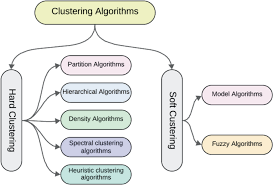 Clustering Algorithms
Hard Clustering
Partition Algorithms
Hierarchical Algorithms
Density Algorithms
Spectral clustering
algorithms
Heuristic clustering
algorithms
Soft Custering
Model Algorithms
Fuzzy Algorithms